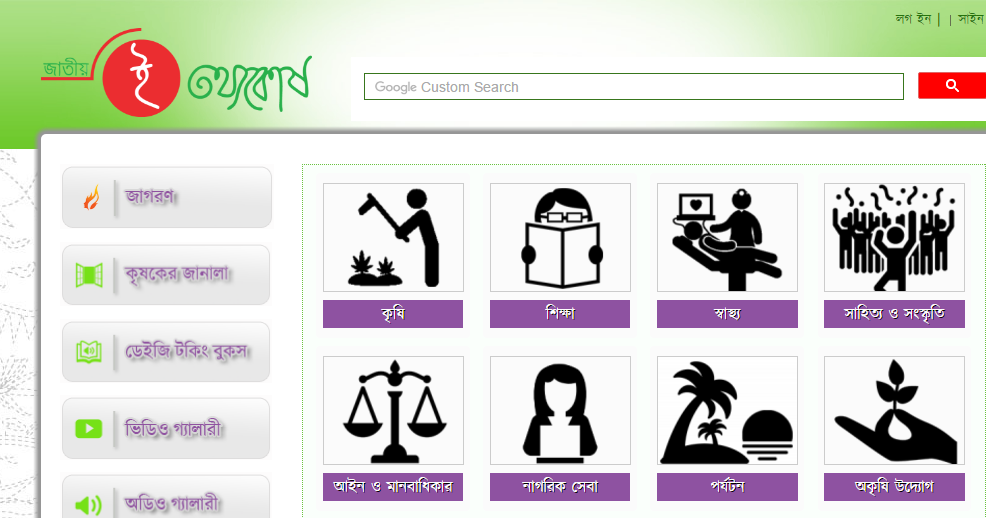 লগ ইন | | সাইন
জাতীয় ই তথ্যকোষ
Google Custom Search
জাগরণ
কৃষকের জানালা
ডেইজি টকিং বুকস
ভিডিও গ্যালারী
অডিও গ্যালারী
কৃষি
শিক্ষা
স্বাস্থ্য
সাহিত্য ও সংস্কৃতি
আইন ও মানবাধিকার
নাগরিক সেবা
পর্যটন
অকৃষি উদ্যোগ